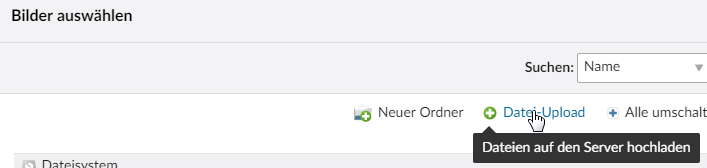 Bilder auswählen
Suchen: Name
Neuer Ordner Datei-Upload Alle umschalt
Dateien auf den Server hochladen
Dateisystem